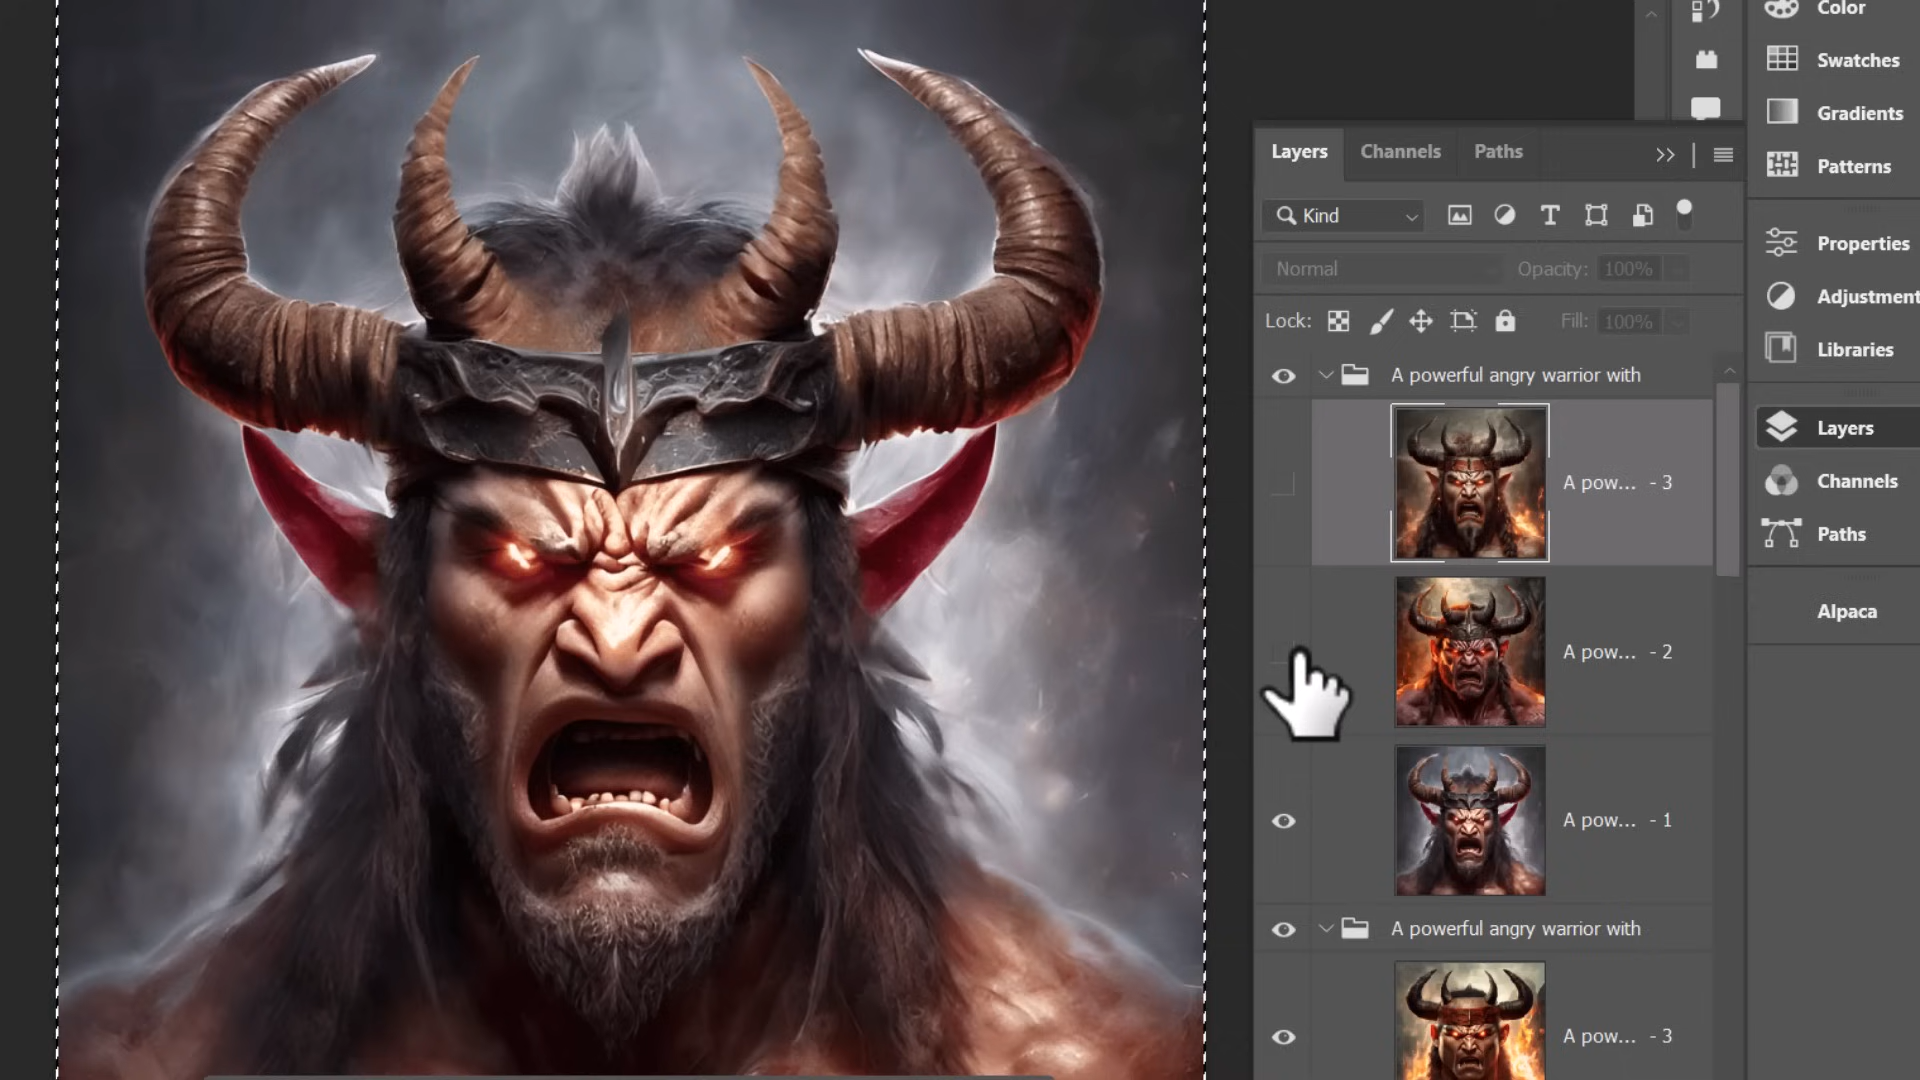 Layers
Channels
Paths
Kind
Normal
Opacity: 100%
Lock:
Fill: 100%
A powerful angry warrior with
A pow... - 3
A pow... - 2
A pow... - 1
A powerful angry warrior with
A pow... - 3
Color
Swatches
Gradients
Patterns
Properties
Adjustment
Libraries
Layers
Channels
Paths
Alpaca